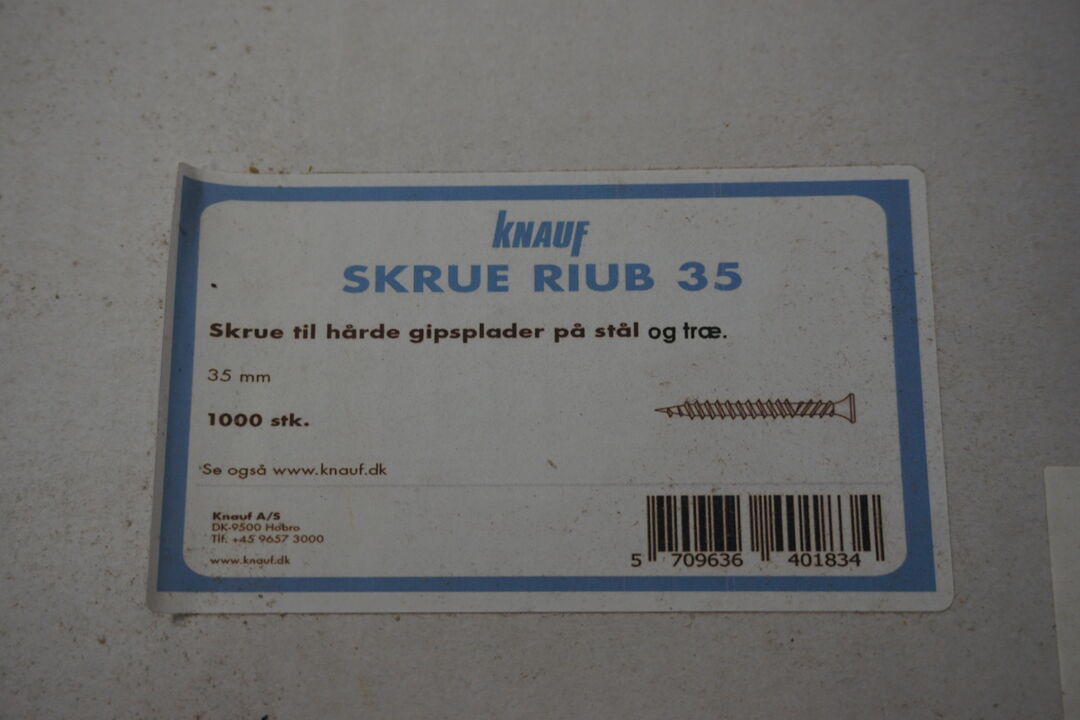 KNAUF
SKRUE RIUB 35
Skrue til hårde gipsplader på stål og træ.
35 mm
1000 stk.
Se også www.knauf.dk
Knauf A/S
DK-9500 Hobro
Tlf. +45 9657 3000
www.knauf.dk
5 709636 401834